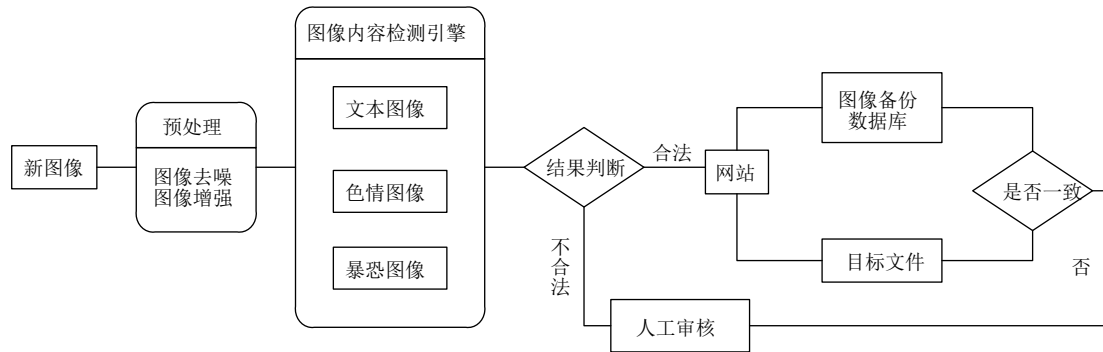 新图像
预处理
图像去噪
图像增强
图像内容检测引擎
文本图像
色情图像
暴恐图像
结果判断
合法
不合法
网站
图像备份
数据库
目标文件
是否一致
否
人工审核